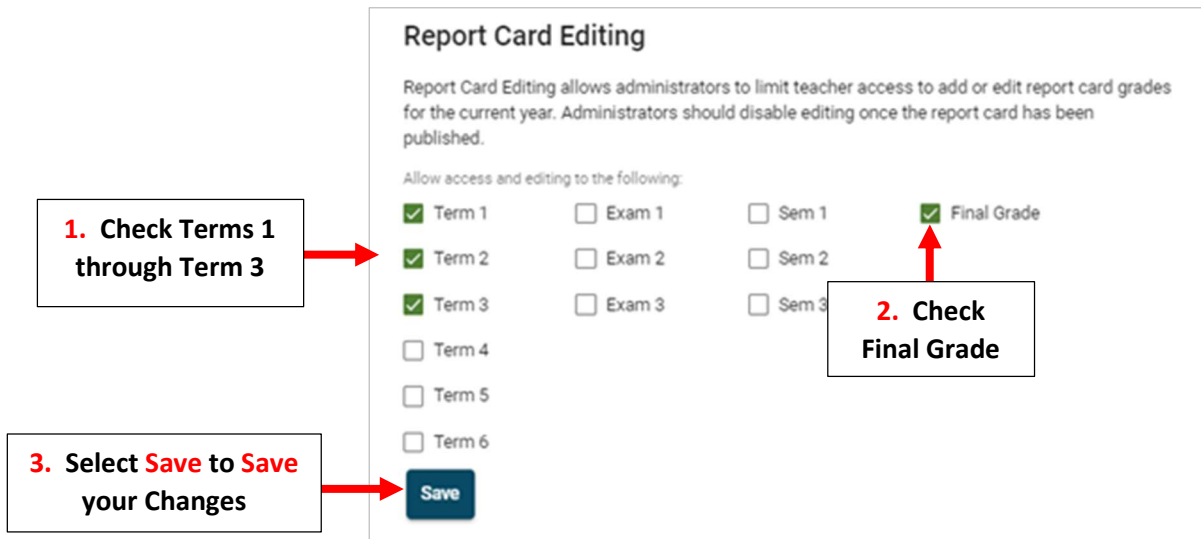 Report Card Editing
Report Card Editing allows administrators to limit teacher access to add or edit report card grades
for the current year. Administrators should disable editing once the report card has been
published.
Allow access and editing to the following:
Term 1
Exam 1
Sem 1
Final Grade
1. Check Terms 1
through Term 3
Term 2
Exam 2
Sem 2
Term 3
Exam 3
Sem 3
2. Check
Final Grade
Term 4
Term 5
Term 6
3. Select Save to Save
your Changes
Save